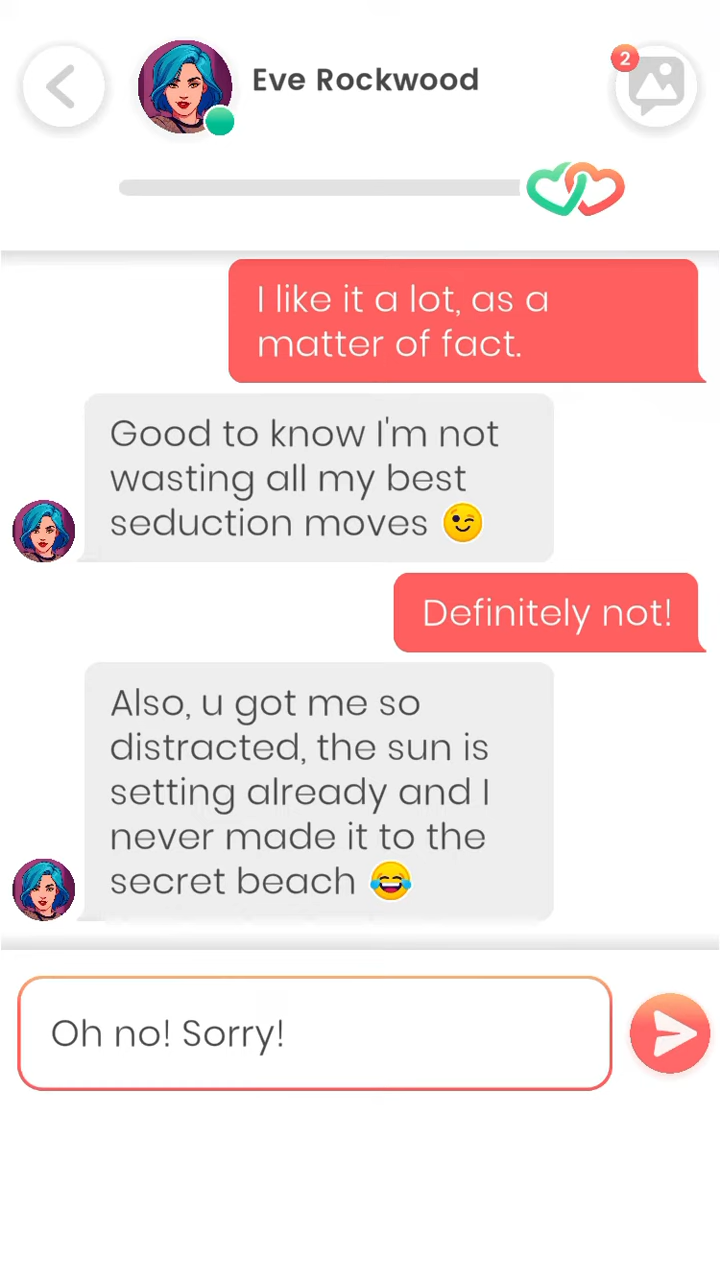 Eve Rockwood
2
I like it a lot, as a
matter of fact.
Good to know I'm not
wasting all my best
seduction moves 😉
Definitely not!
Also, u got me so
distracted, the sun is
setting already and I
never made it to the
secret beach 😂
Oh no! Sorry!